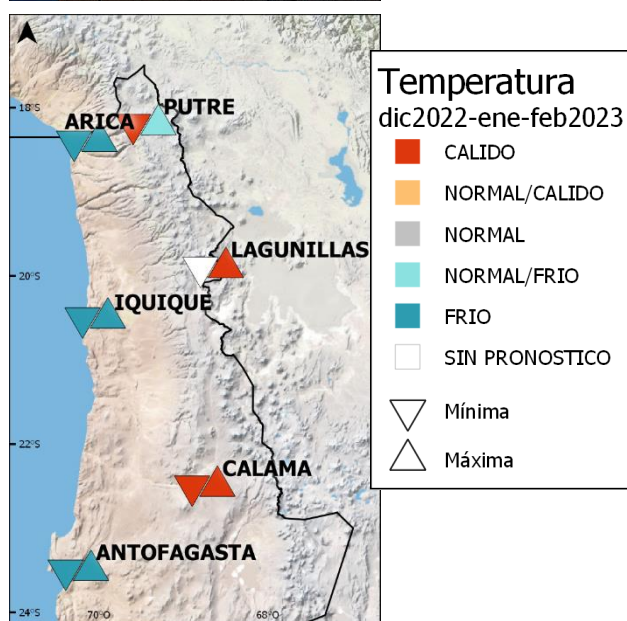 18°S
ARICA
PUTRE
LAGUNILLAS
20°S
IQUIQUE
22°S
CALAMA
ANTOFAGASTA
24°S
70°O
68°O
Temperatura
dic2022-ene-feb2023
CALIDO
NORMAL/CALIDO
NORMAL
NORMAL/FRIO
FRIO
SIN PRONOSTICO
Mínima
Máxima